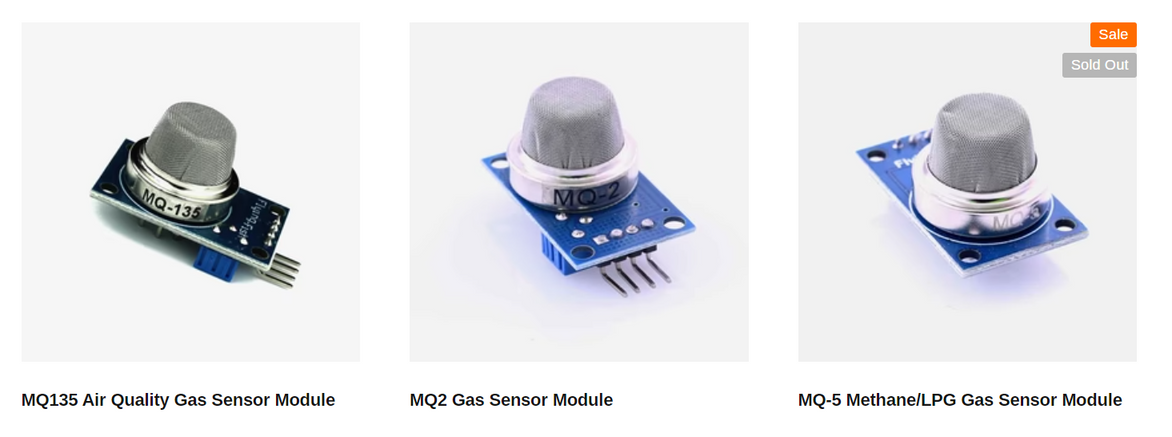 Sale
Sold Out
MQ-135
MQ-2
MQ135 Air Quality Gas Sensor Module
MQ2 Gas Sensor Module
MQ-5 Methane/LPG Gas Sensor Module